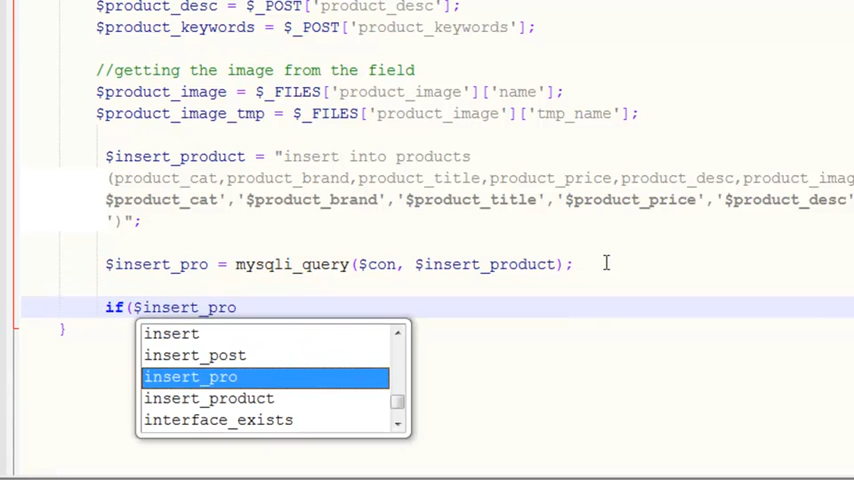 $product_desc = $_POST['product_desc'];
$product_keywords = $_POST['product_keywords'];
//getting the image from the field
$product_image = $_FILES['product_image']['name'];
$product_image_tmp = $_FILES['product_image']['tmp_name'];
$insert_product = "insert into products
(product_cat,product_brand,product_title,product_price,product_desc,product_imag
$product_cat','$product_brand','$product_title','$product_price','$product_desc'
')";
$insert_pro = mysqli_query($con, $insert_product);
if($insert_pro
insert
}
insert_post
insert_pro
insert_product
interface_exists